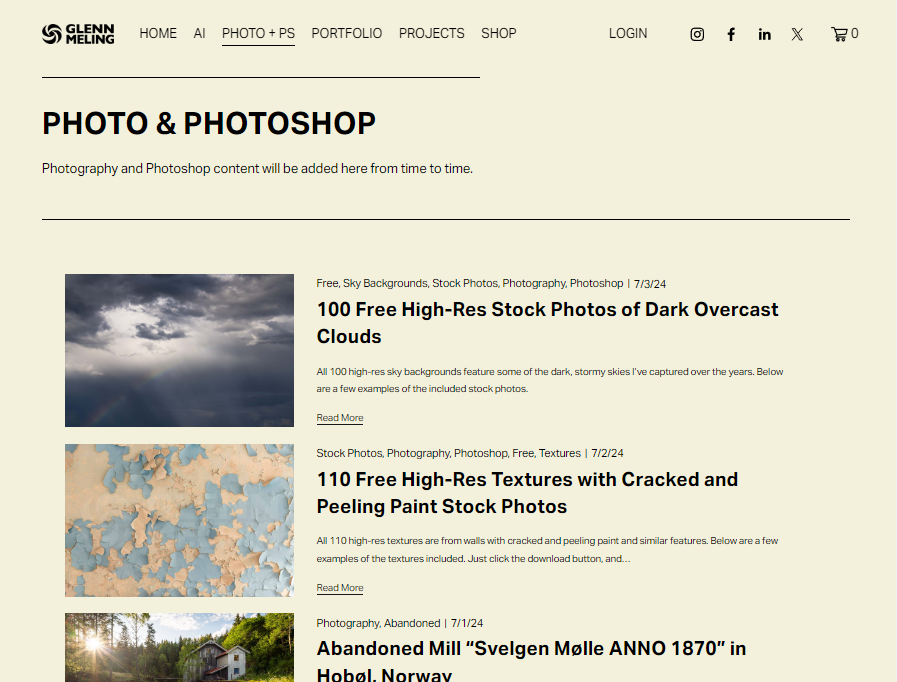 GLENN
MELING
HOME AI PHOTO + PS PORTFOLIO PROJECTS SHOP LOGIN 0
PHOTO & PHOTOSHOP
Photography and Photoshop content will be added here from time to time.
Free, Sky Backgrounds, Stock Photos, Photography, Photoshop | 7/3/24
100 Free High-Res Stock Photos of Dark Overcast
Clouds
All 100 high-res sky backgrounds feature some of the dark, stormy skies I've captured over the years. Below
are a few examples of the included stock photos.
Read More
Stock Photos, Photography, Photoshop, Free, Textures | 7/2/24
110 Free High-Res Textures with Cracked and
Peeling Paint Stock Photos
All 110 high-res textures are from walls with cracked and peeling paint and similar features. Below are a few
examples of the textures included. Just click the download button, and…
Read More
Photography, Abandoned | 7/1/24
Abandoned Mill “Svelgen Mølle ANNO 1870” in
Hobøl, Norway